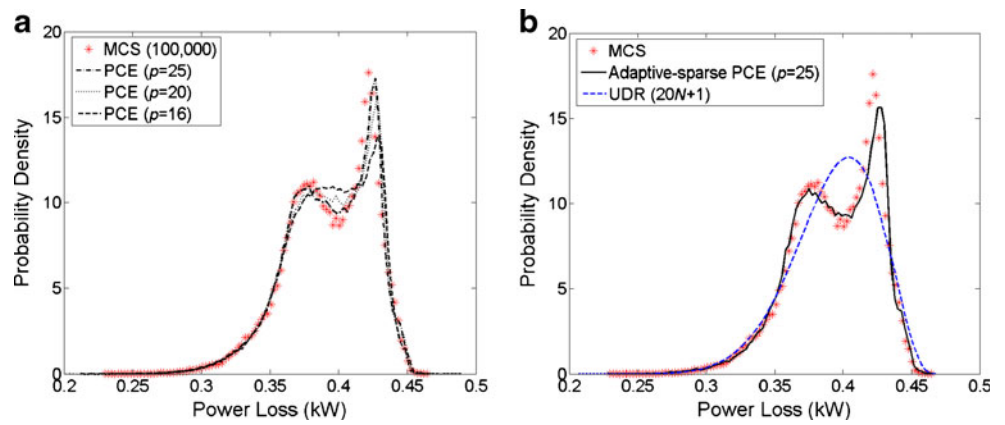 a
20
15
10
5
0
Probability Density
MCS (100,000)
PCE (p=25)
PCE (p=20)
PCE (p=16)
0.2 0.25 0.3 0.35 0.4 0.45 0.5
Power Loss (kW)
b
20
15
10
5
0
Probability Density
MCS
Adaptive-sparse PCE (p=25)
UDR (20N+1)
0.2 0.25 0.3 0.35 0.4 0.45 0.5
Power Loss (kW)